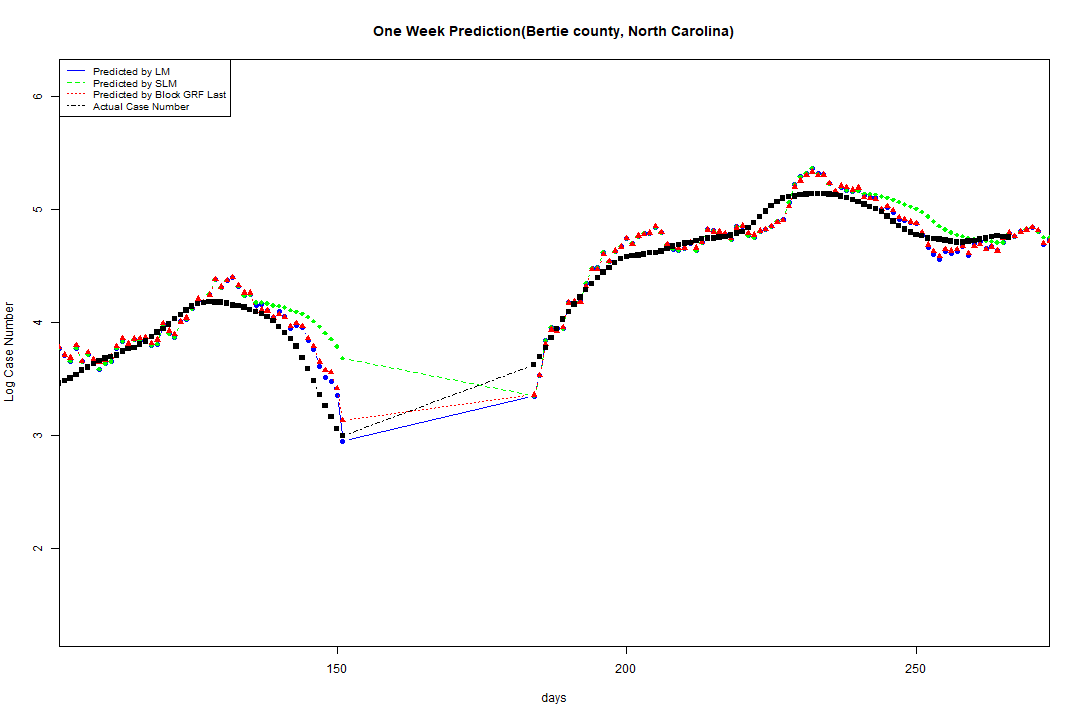 One Week Prediction(Bertie county, North Carolina)
Predicted by LM
Predicted by SLM
Predicted by Block GRF Last
Actual Case Number
6
5
4
3
2
Log Case Number
150 200 250
days